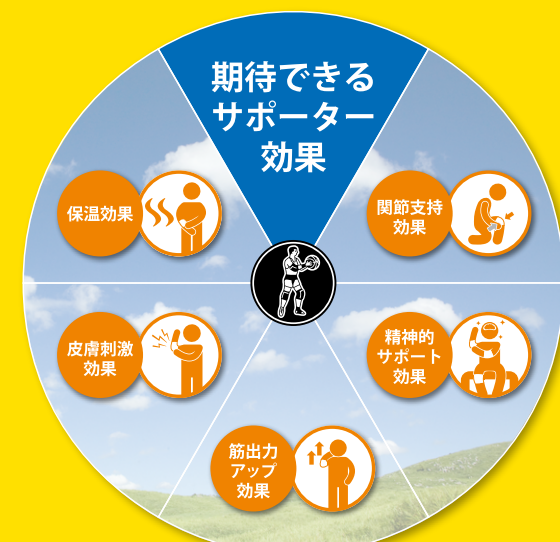 期待できる
サポーター
効果
保温効果
関節支持
効果
皮膚刺激
効果
精神的
サポート
効果
筋出力
アップ
効果